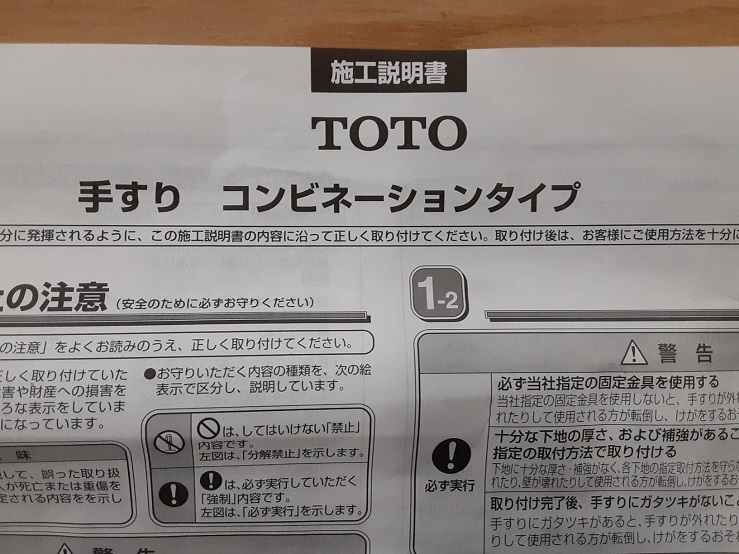 施工説明書
TOTO
手すり コンビネーションタイプ
分に発揮されるように、この施工説明書の内容に沿って正しく取り付けてください。取り付け後は、お客様にご使用方法を十分に
の注意(安全のために必ずお守りください)
の注意」をよくお読みのうえ、正しく取り付けてください。
正しく取り付けていた
害や財産への損害を
ろな表示をしていま
になっています。
味
視して、誤った取り扱
人が死亡または重傷を
定される内容を示し
警告
●お守りいただく内容の種類を、次の絵
表示で区分し、説明しています。
は、してはいけない「禁止」
内容です。
左図は、「分解禁止」を示します。
は、必ず実行していただく
「強制」内容です。
左図は、「必ず実行」を示します。
1-2
警告
必ず実行
必ず当社指定の固定金具を使用する
当社指定の固定金具を使用しないと、手すりが外れ
れたりして使用される方が転倒し、けがをするおそ
十分な下地の厚さ、および補強があるこ
指定の取付方法で取り付ける
下地に十分な厚さ・補強がなく、各下地の指定取付方法を守らな
れたり、壁が壊れたりして使用される方が転倒し、けがをするお
取り付け完了後、手すりにガタツキがないこ
手すりにガタツキがあると、手すりが外れたり
りして使用される方が転倒し、けがをするおそれ